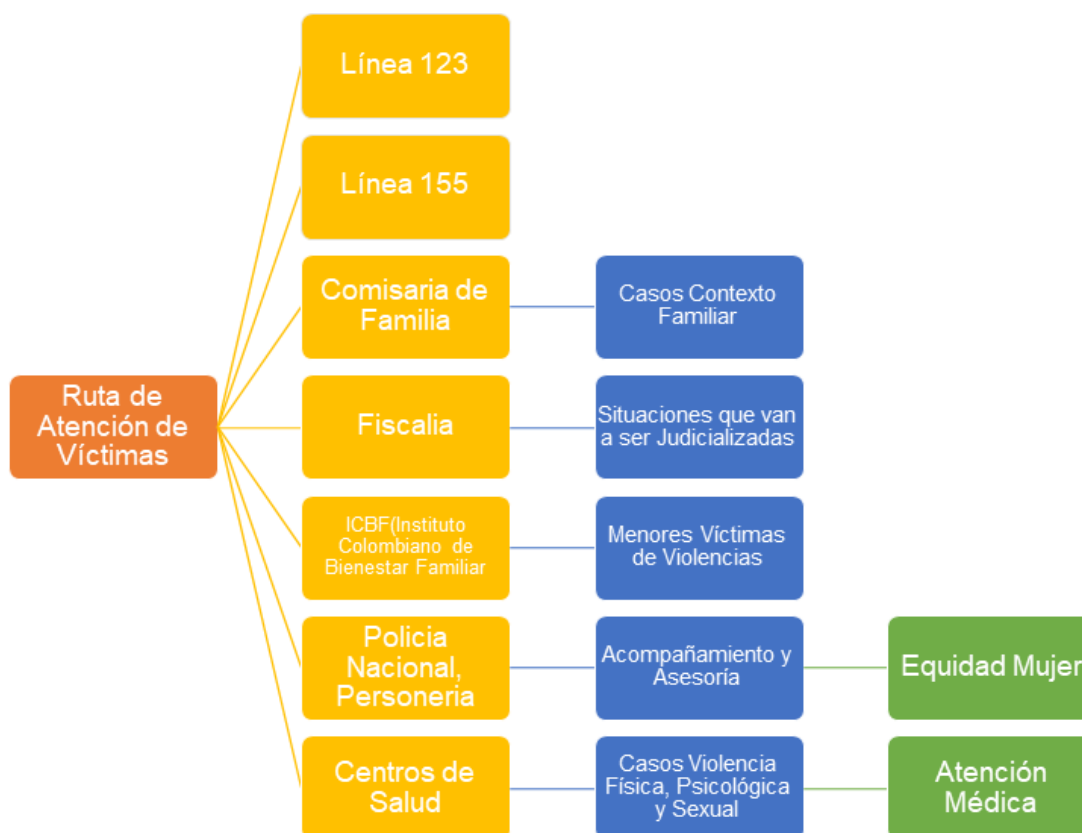 Línea 123
Línea 155
Comisaria de
Familia
Casos Contexto
Familiar
Ruta de
Atención de
Víctimas
Fiscalia
Situaciones que van
a ser Judicializadas
ICBF(Instituto
Colombiano de
Bienestar Familiar
Menores Víctimas
de Violencias
Policia
Nacional,
Personeria
Acompañamiento y
Asesoría
Equidad Mujer
Centros de
Salud
Casos Violencia
Física, Psicológica
y Sexual
Atención
Médica